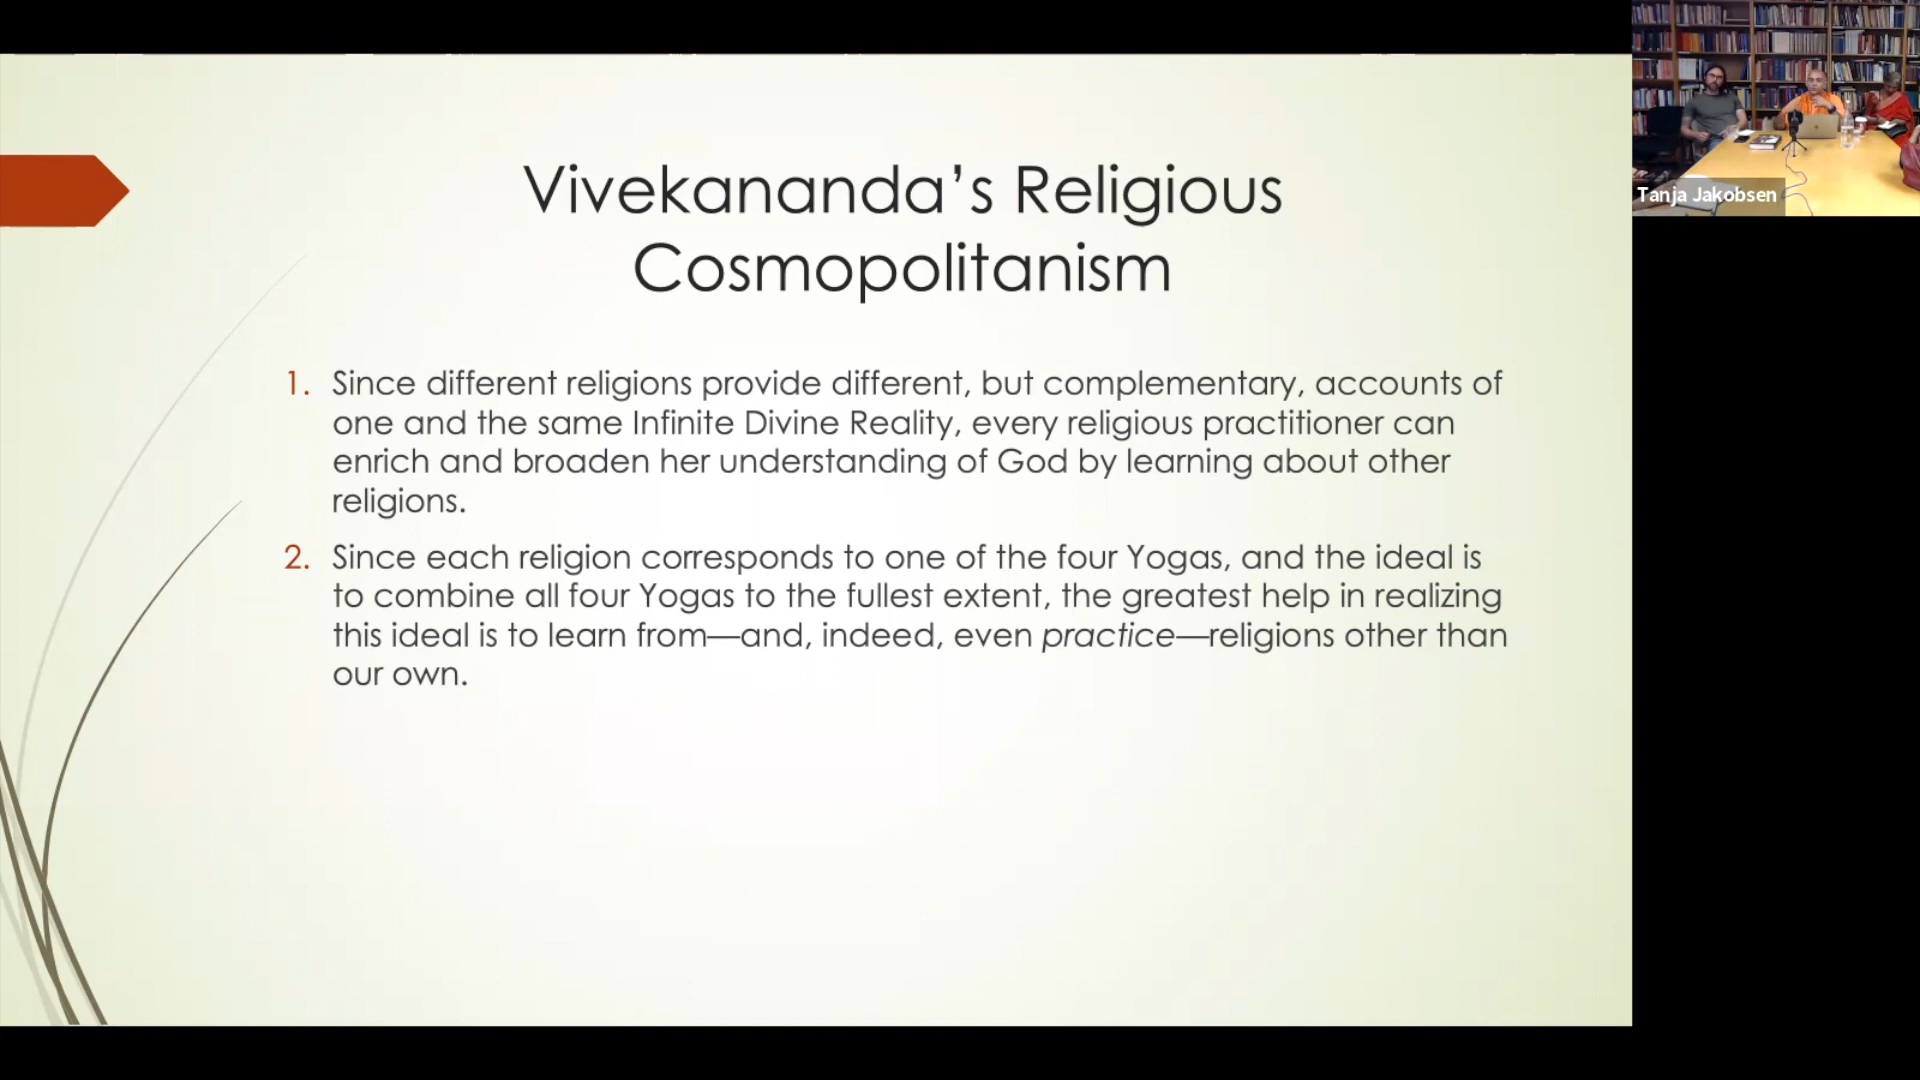 Vivekananda’s Religious
Cosmopolitanism
1. Since different religions provide different, but complementary, accounts of
one and the same Infinite Divine Reality, every religious practitioner can
enrich and broaden her understanding of God by learning about other
religions.
2. Since each religion corresponds to one of the four Yogas, and the ideal is
to combine all four Yogas to the fullest extent, the greatest help in realizing
this ideal is to learn from—and, indeed, even practice—religions other than
our own.
Tanja Jakobsen